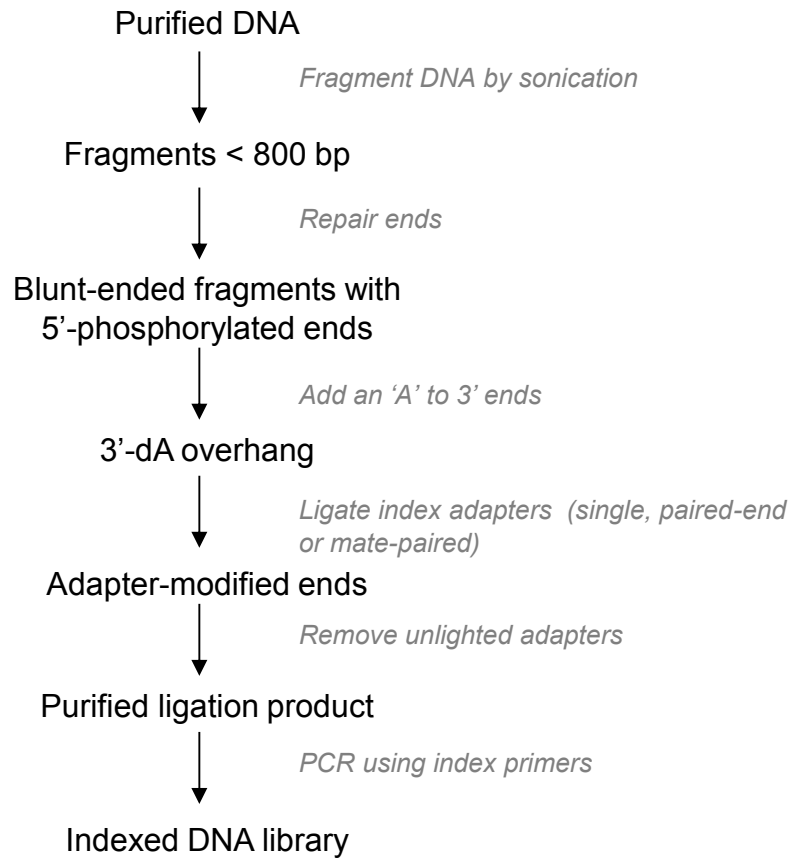 Purified DNA
Fragment DNA by sonication
Fragments < 800 bp
Repair ends
Blunt-ended fragments with
5’-phosphorylated ends
Add an ‘A’ to 3’ ends
3’-dA overhang
Ligate index adapters (single, paired-end
or mate-paired)
Adapter-modified ends
Remove unlighted adapters
Purified ligation product
PCR using index primers
Indexed DNA library